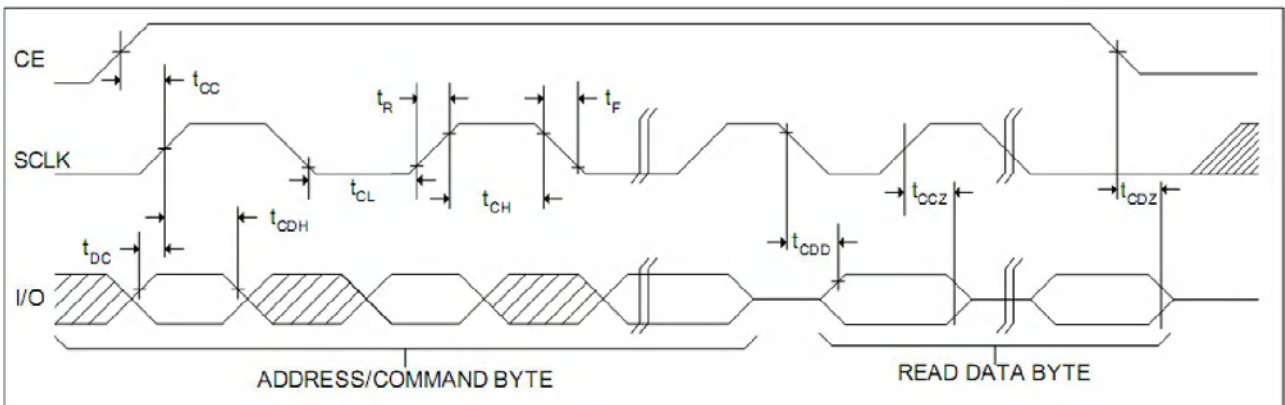 CE
tCC
tR
tF
SCLK
tCL
tCH
tCCZ
tCDZ
tCDH
tDC
tCDD
I/O
ADDRESS/COMMAND BYTE
READ DATA BYTE